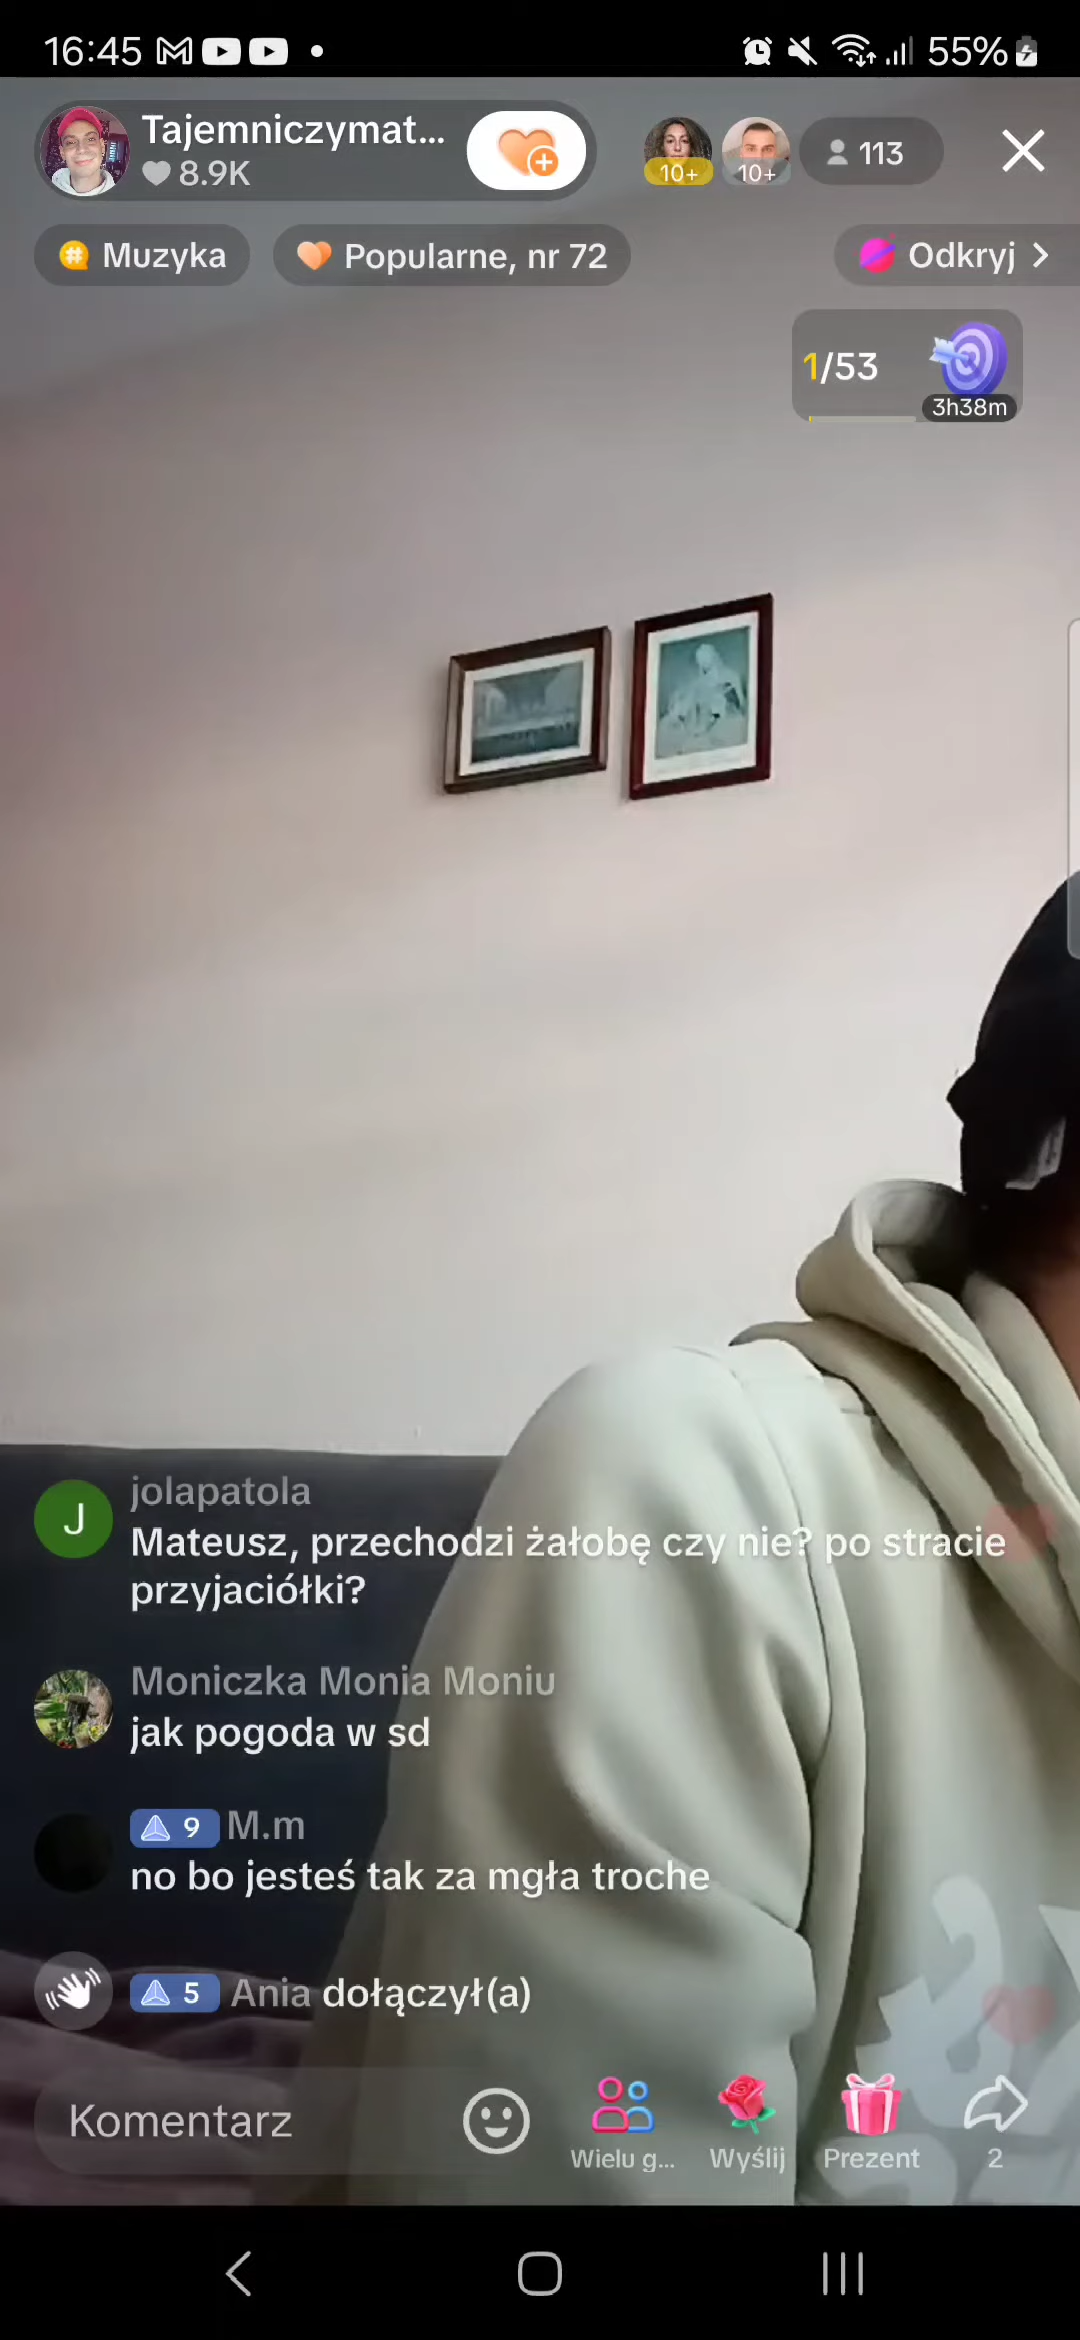 16:45
55%
Tajemniczymat...
8.9K
10+
10+
113
Muzyka
Popularne, nr 72
Odkryj
1/53
3h38m
jolapatola
Mateusz, przechodzi żałobę czy nie? po stracie
przyjaciółki?
Moniczka Monia Moniu
jak pogoda w sd
9 M.m
no bo jesteś tak za mgła troche
5 Ania dołączył(a)
Komentarz
Wielu g...
Wyślij
Prezent
2